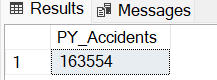 Results Messages
PY_Accidents
1 163554